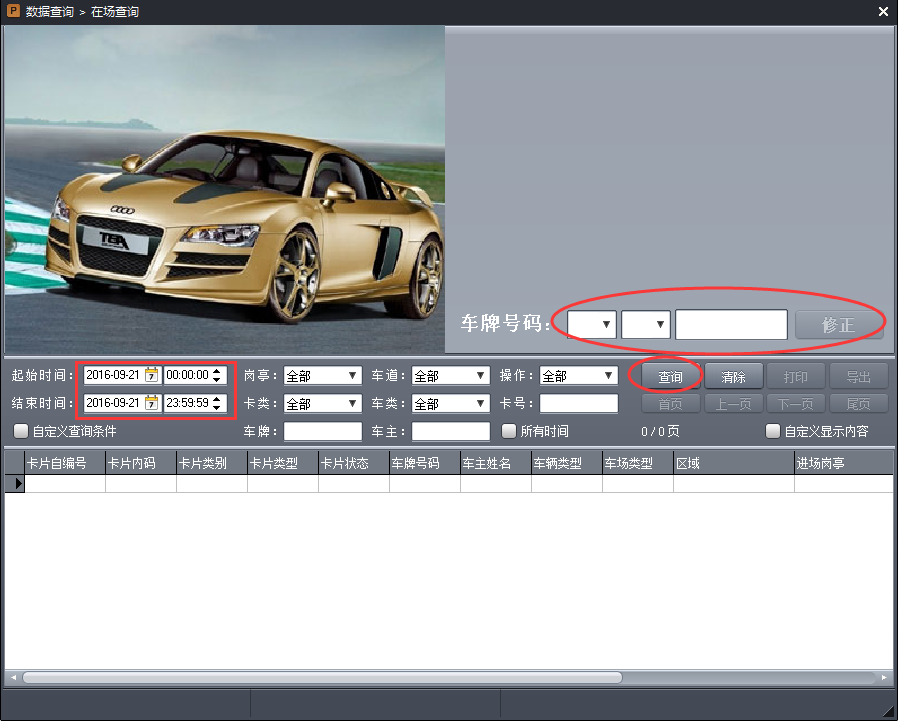 P 数据查询 > 在场查询
TEA
车牌号码: 修正
起始时间: 2016-09-21 7 00:00:00 岗亭: 全部 车道: 全部 操作: 全部 查询 清除 打印 导出
结束时间: 2016-09-21 7 23:59:59 卡类: 全部 车类: 全部 卡号: 首页 上一页 下一页 尾页
自定义查询条件 车牌: 车主: 所有时间 0 / 0 页 自定义显示内容
卡片自编号 卡片内码 卡片类别 卡片类型 卡片状态 车牌号码 车主姓名 车辆类型 车场类型 区域 进场岗亭